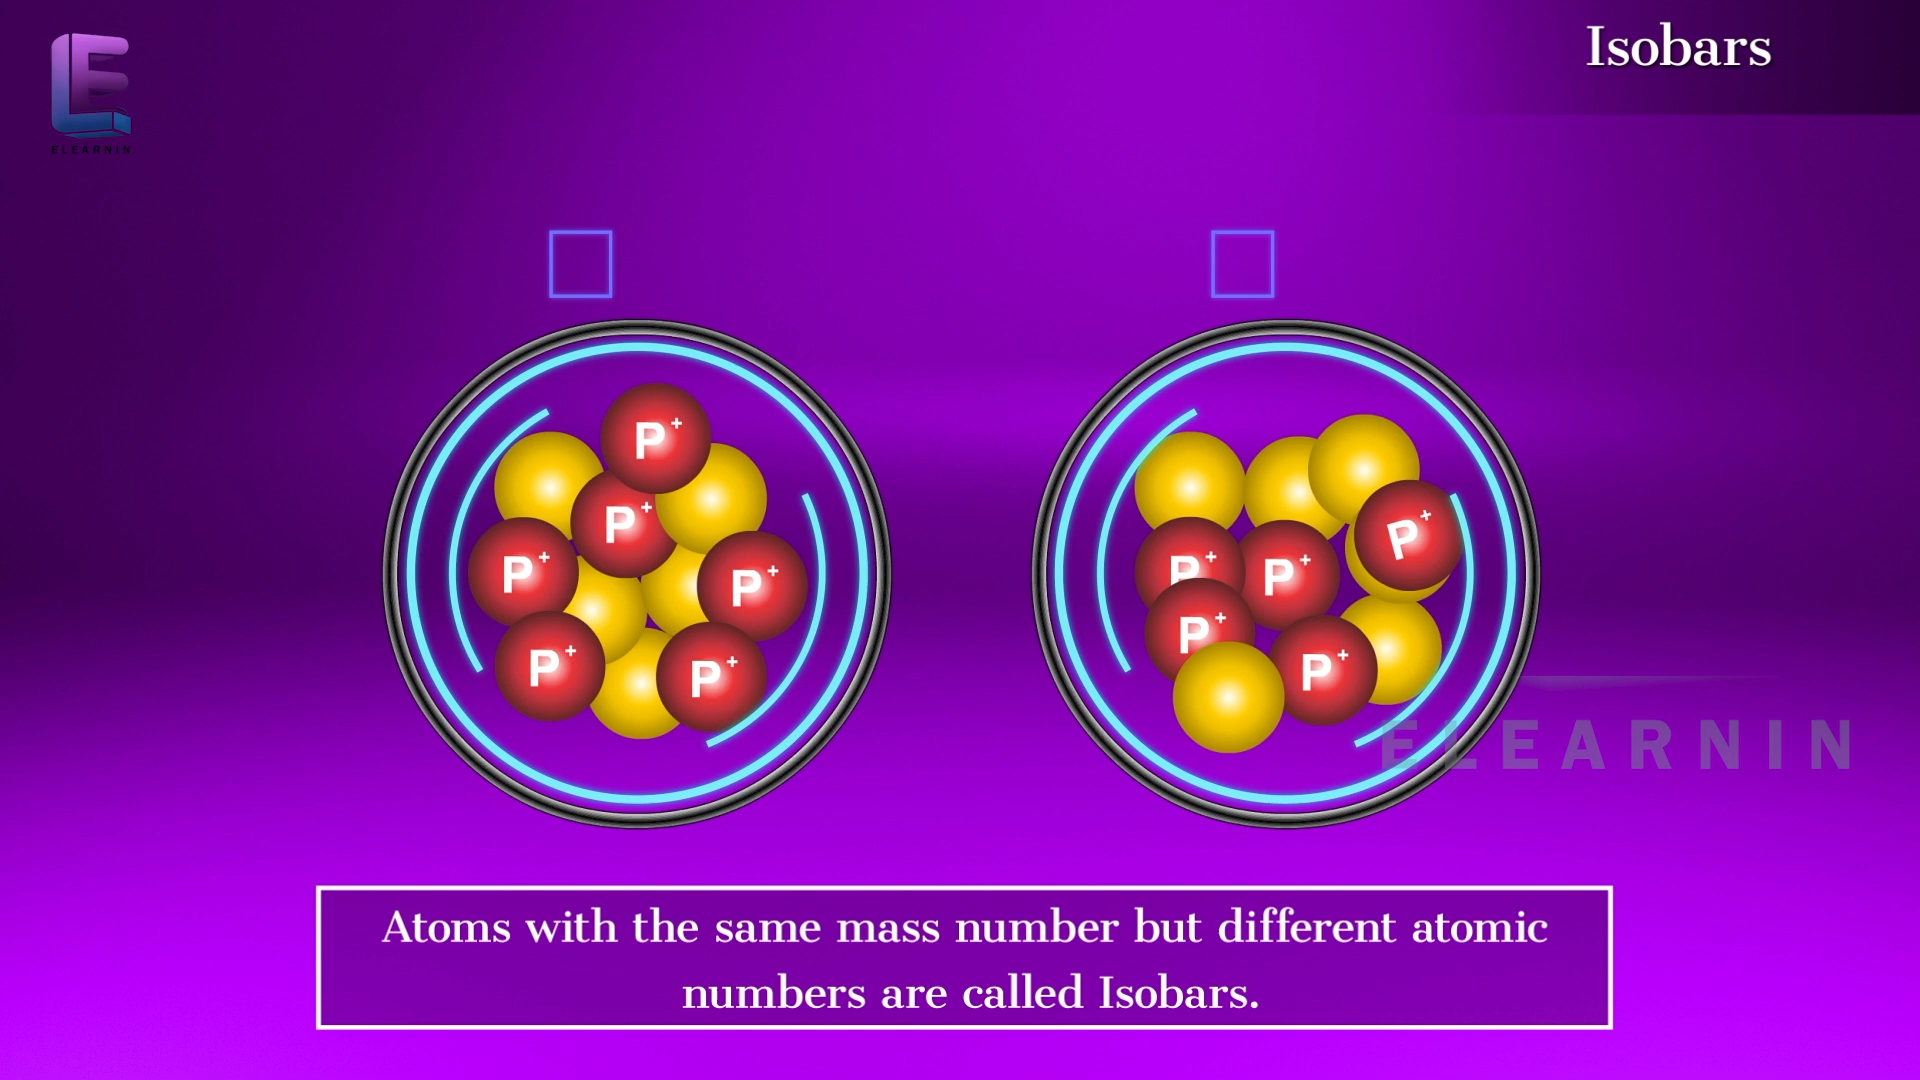 Isobars
ELEARNIN
P+
P+
P+
P+
P+
P+
P+
P+
P+
P+
P+
ELEARNIN
Atoms with the same mass number but different atomic
numbers are called Isobars.